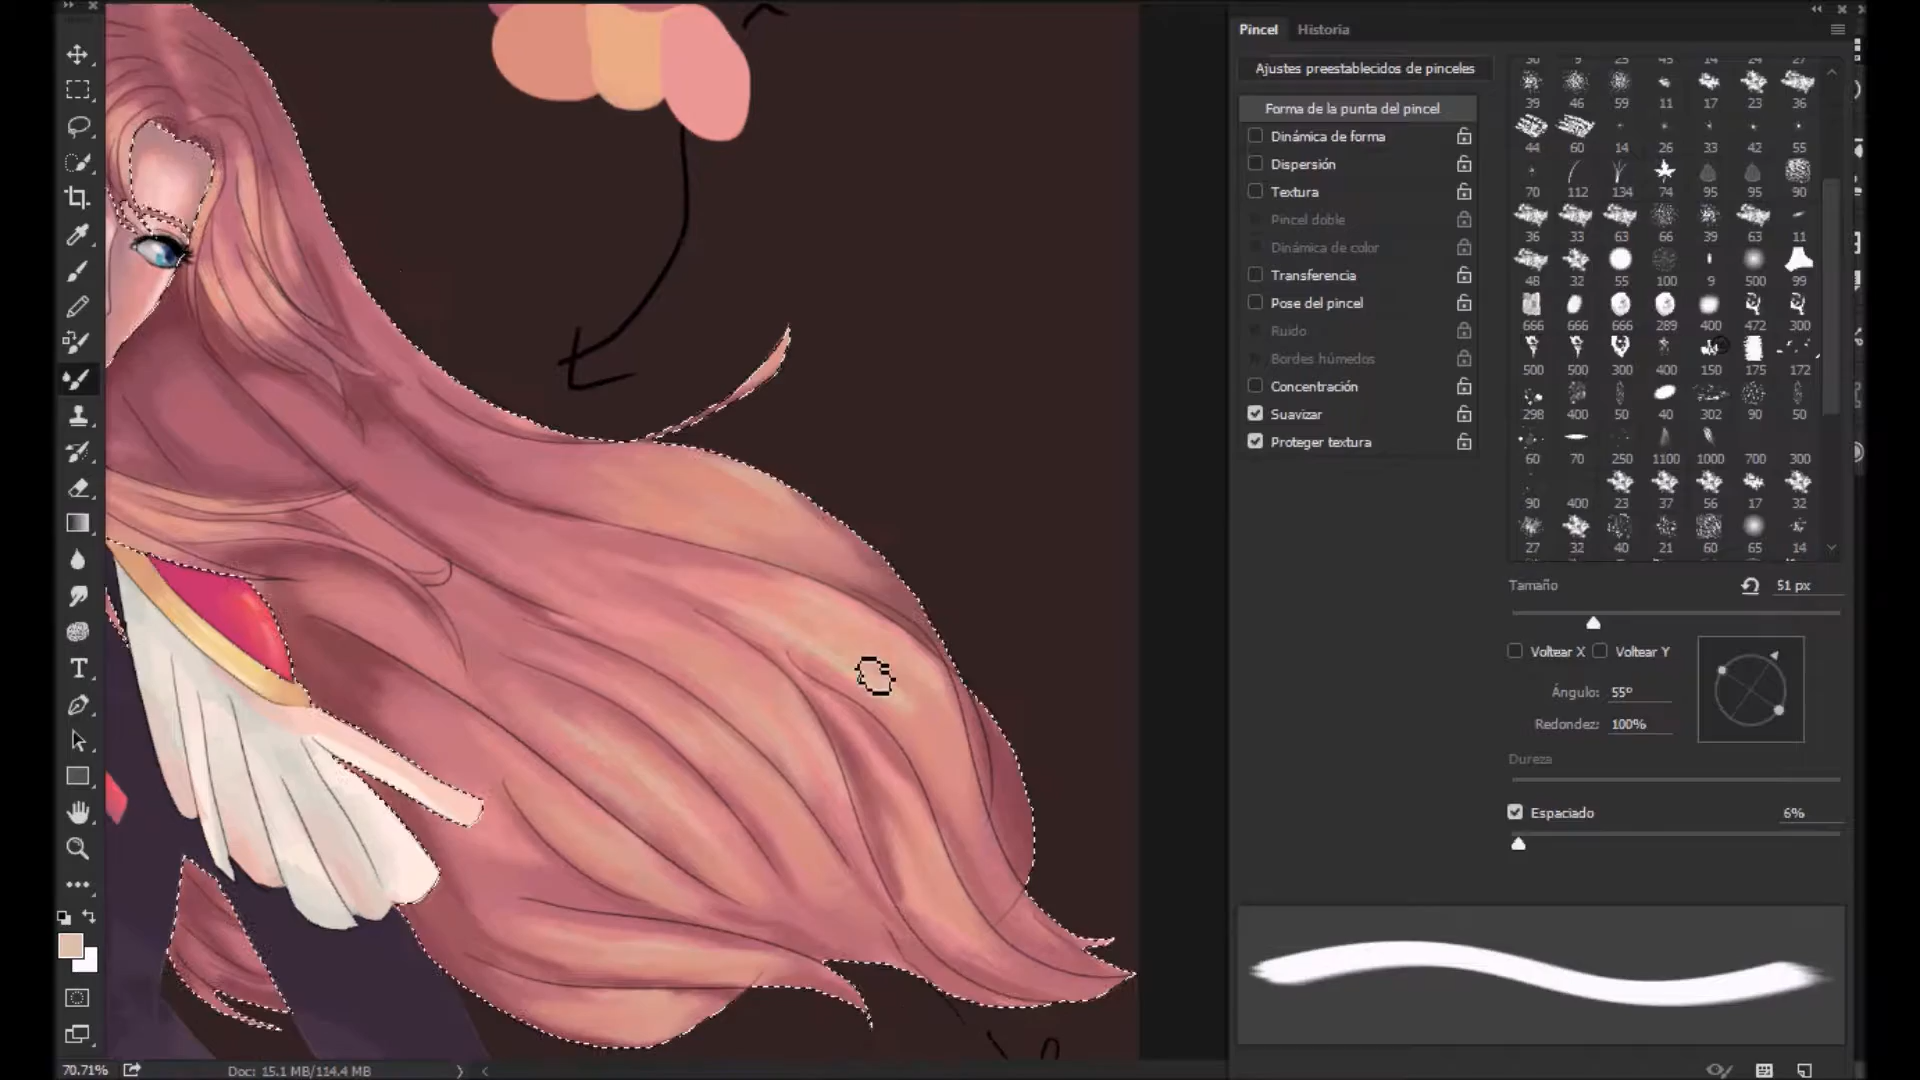 Pincel Historia
Ajustes preestablecidos de pinceles
Forma de la punta del pincel
Dinámica de forma
Dispersión
Textura
Pincel doble
Dinámica de color
Transferencia
Pose del pincel
Ruido
Bordes húmedos
Concentración
Suavizar
Proteger textura
39 46 59 11 17 23 36
44 60 14 26 33 42 55
70 112 134 74 95 95 90
36 33 63 66 39 63 11
48 32 55 100 9 500 99
666 666 666 289 400 472 300
500 500 300 400 150 175 172
298 400 50 40 302 90 50
60 70 250 1100 1000 700 300
90 400 23 37 56 17 32
27 32 40 21 60 65 14
Tamaño 51 px
Voltear X Voltear Y
Ángulo: 55º
Redondez: 100%
Dureza
Espaciado 6%
70.71% Doc: 15.1 MB/114.4 MB